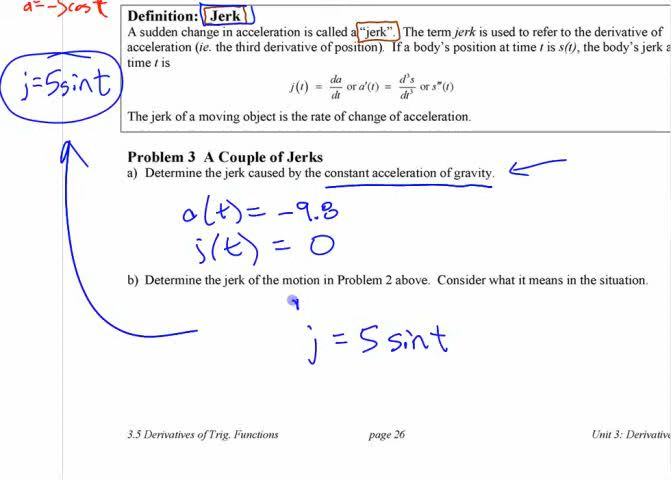 a=-5cost
Definition: Jerk
A sudden change in acceleration is called a "jerk". The term jerk is used to refer to the derivative of
acceleration (ie. the third derivative of position). If a body's position at time t is s(t), the body's jerk a
time t is
j(t) = da/dt or a'(t) = d³s/dt³ or s'''(t)
The jerk of a moving object is the rate of change of acceleration.
j=5sint
Problem 3 A Couple of Jerks
a) Determine the jerk caused by the constant acceleration of gravity.
a(t)= -9.8
j(t) = 0
b) Determine the jerk of the motion in Problem 2 above. Consider what it means in the situation.
j = 5 sint
3.5 Derivatives of Trig. Functions page 26 Unit 3: Derivative